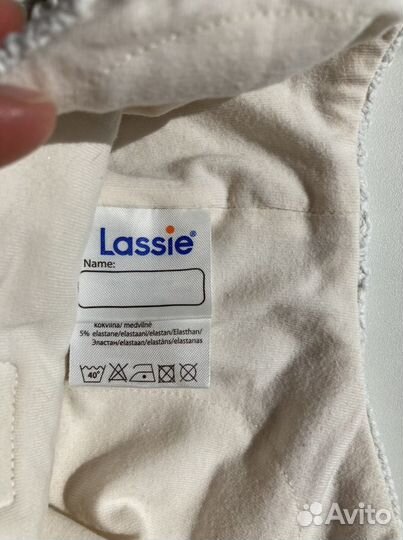 Lassie®
Name:
kokvilna/ medvilnė
5% elastane/elastaani/elastan/Elasthan/
Эластан/elastaan/elastāns/elastanas
40°
Avito